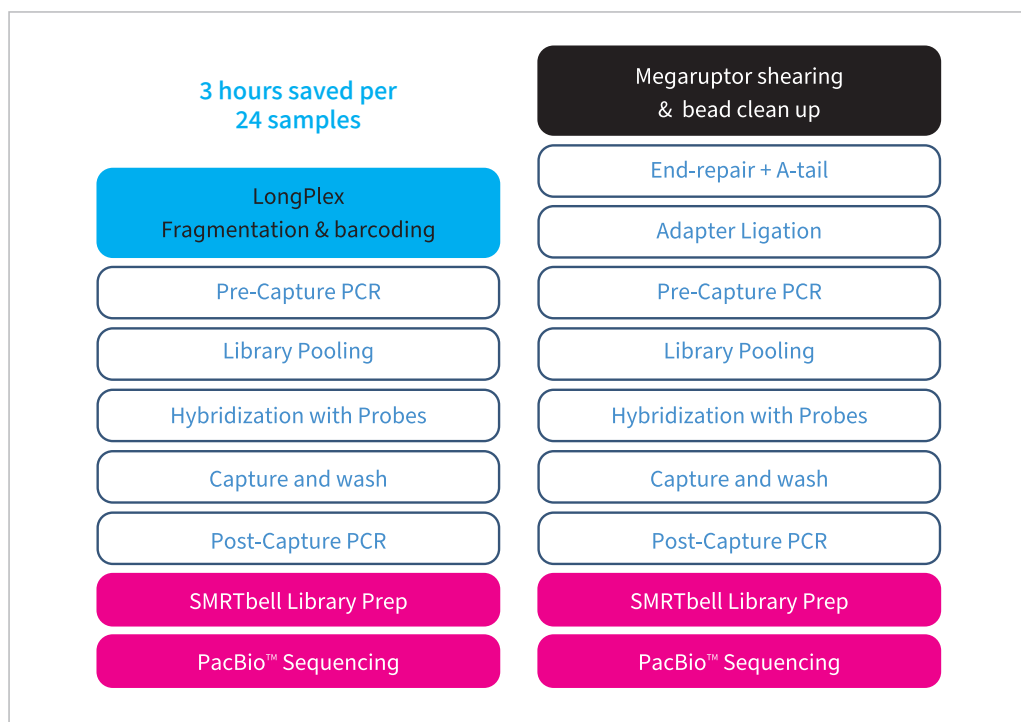 3 hours saved per
24 samples
LongPlex
Fragmentation & barcoding
Pre-Capture PCR
Library Pooling
Hybridization with Probes
Capture and wash
Post-Capture PCR
SMRTbell Library Prep
PacBio™ Sequencing
Megaruptor shearing
& bead clean up
End-repair + A-tail
Adapter Ligation
Pre-Capture PCR
Library Pooling
Hybridization with Probes
Capture and wash
Post-Capture PCR
SMRTbell Library Prep
PacBio™ Sequencing